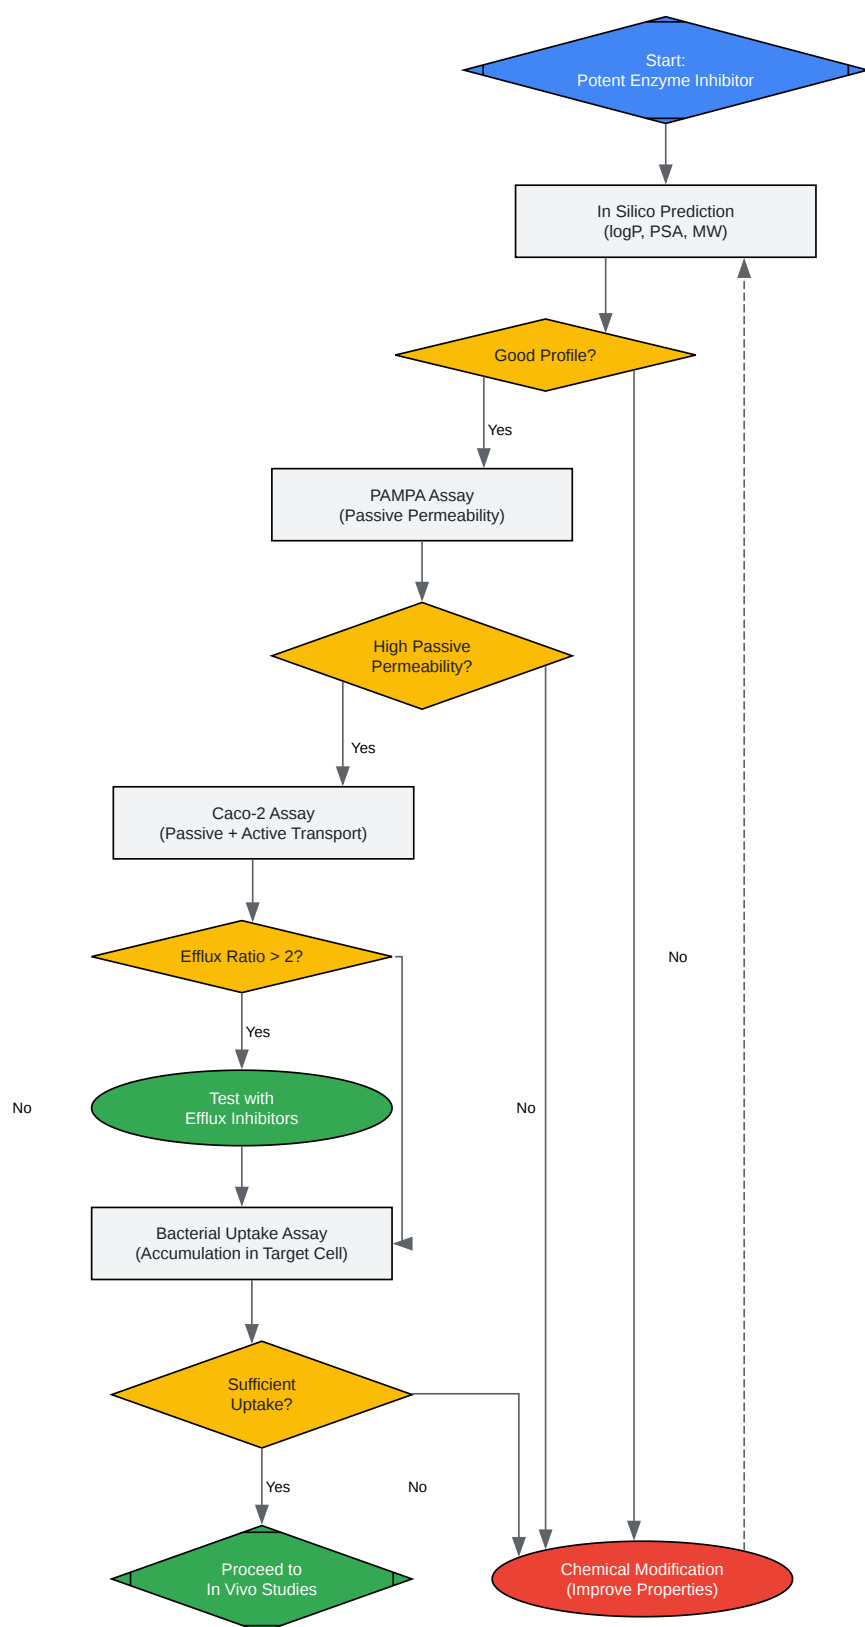 Start:
Potent Enzyme Inhibitor
In Silico Prediction
(logP, PSA, MW)
Good Profile?
Yes
PAMPA Assay
(Passive Permeability)
High Passive
Permeability?
Yes
Caco-2 Assay
(Passive + Active Transport)
Efflux Ratio > 2?
No
Yes
Test with
Efflux Inhibitors
No
No
Bacterial Uptake Assay
(Accumulation in Target Cell)
Sufficient
Uptake?
Yes
No
Proceed to
In Vivo Studies
Chemical Modification
(Improve Properties)